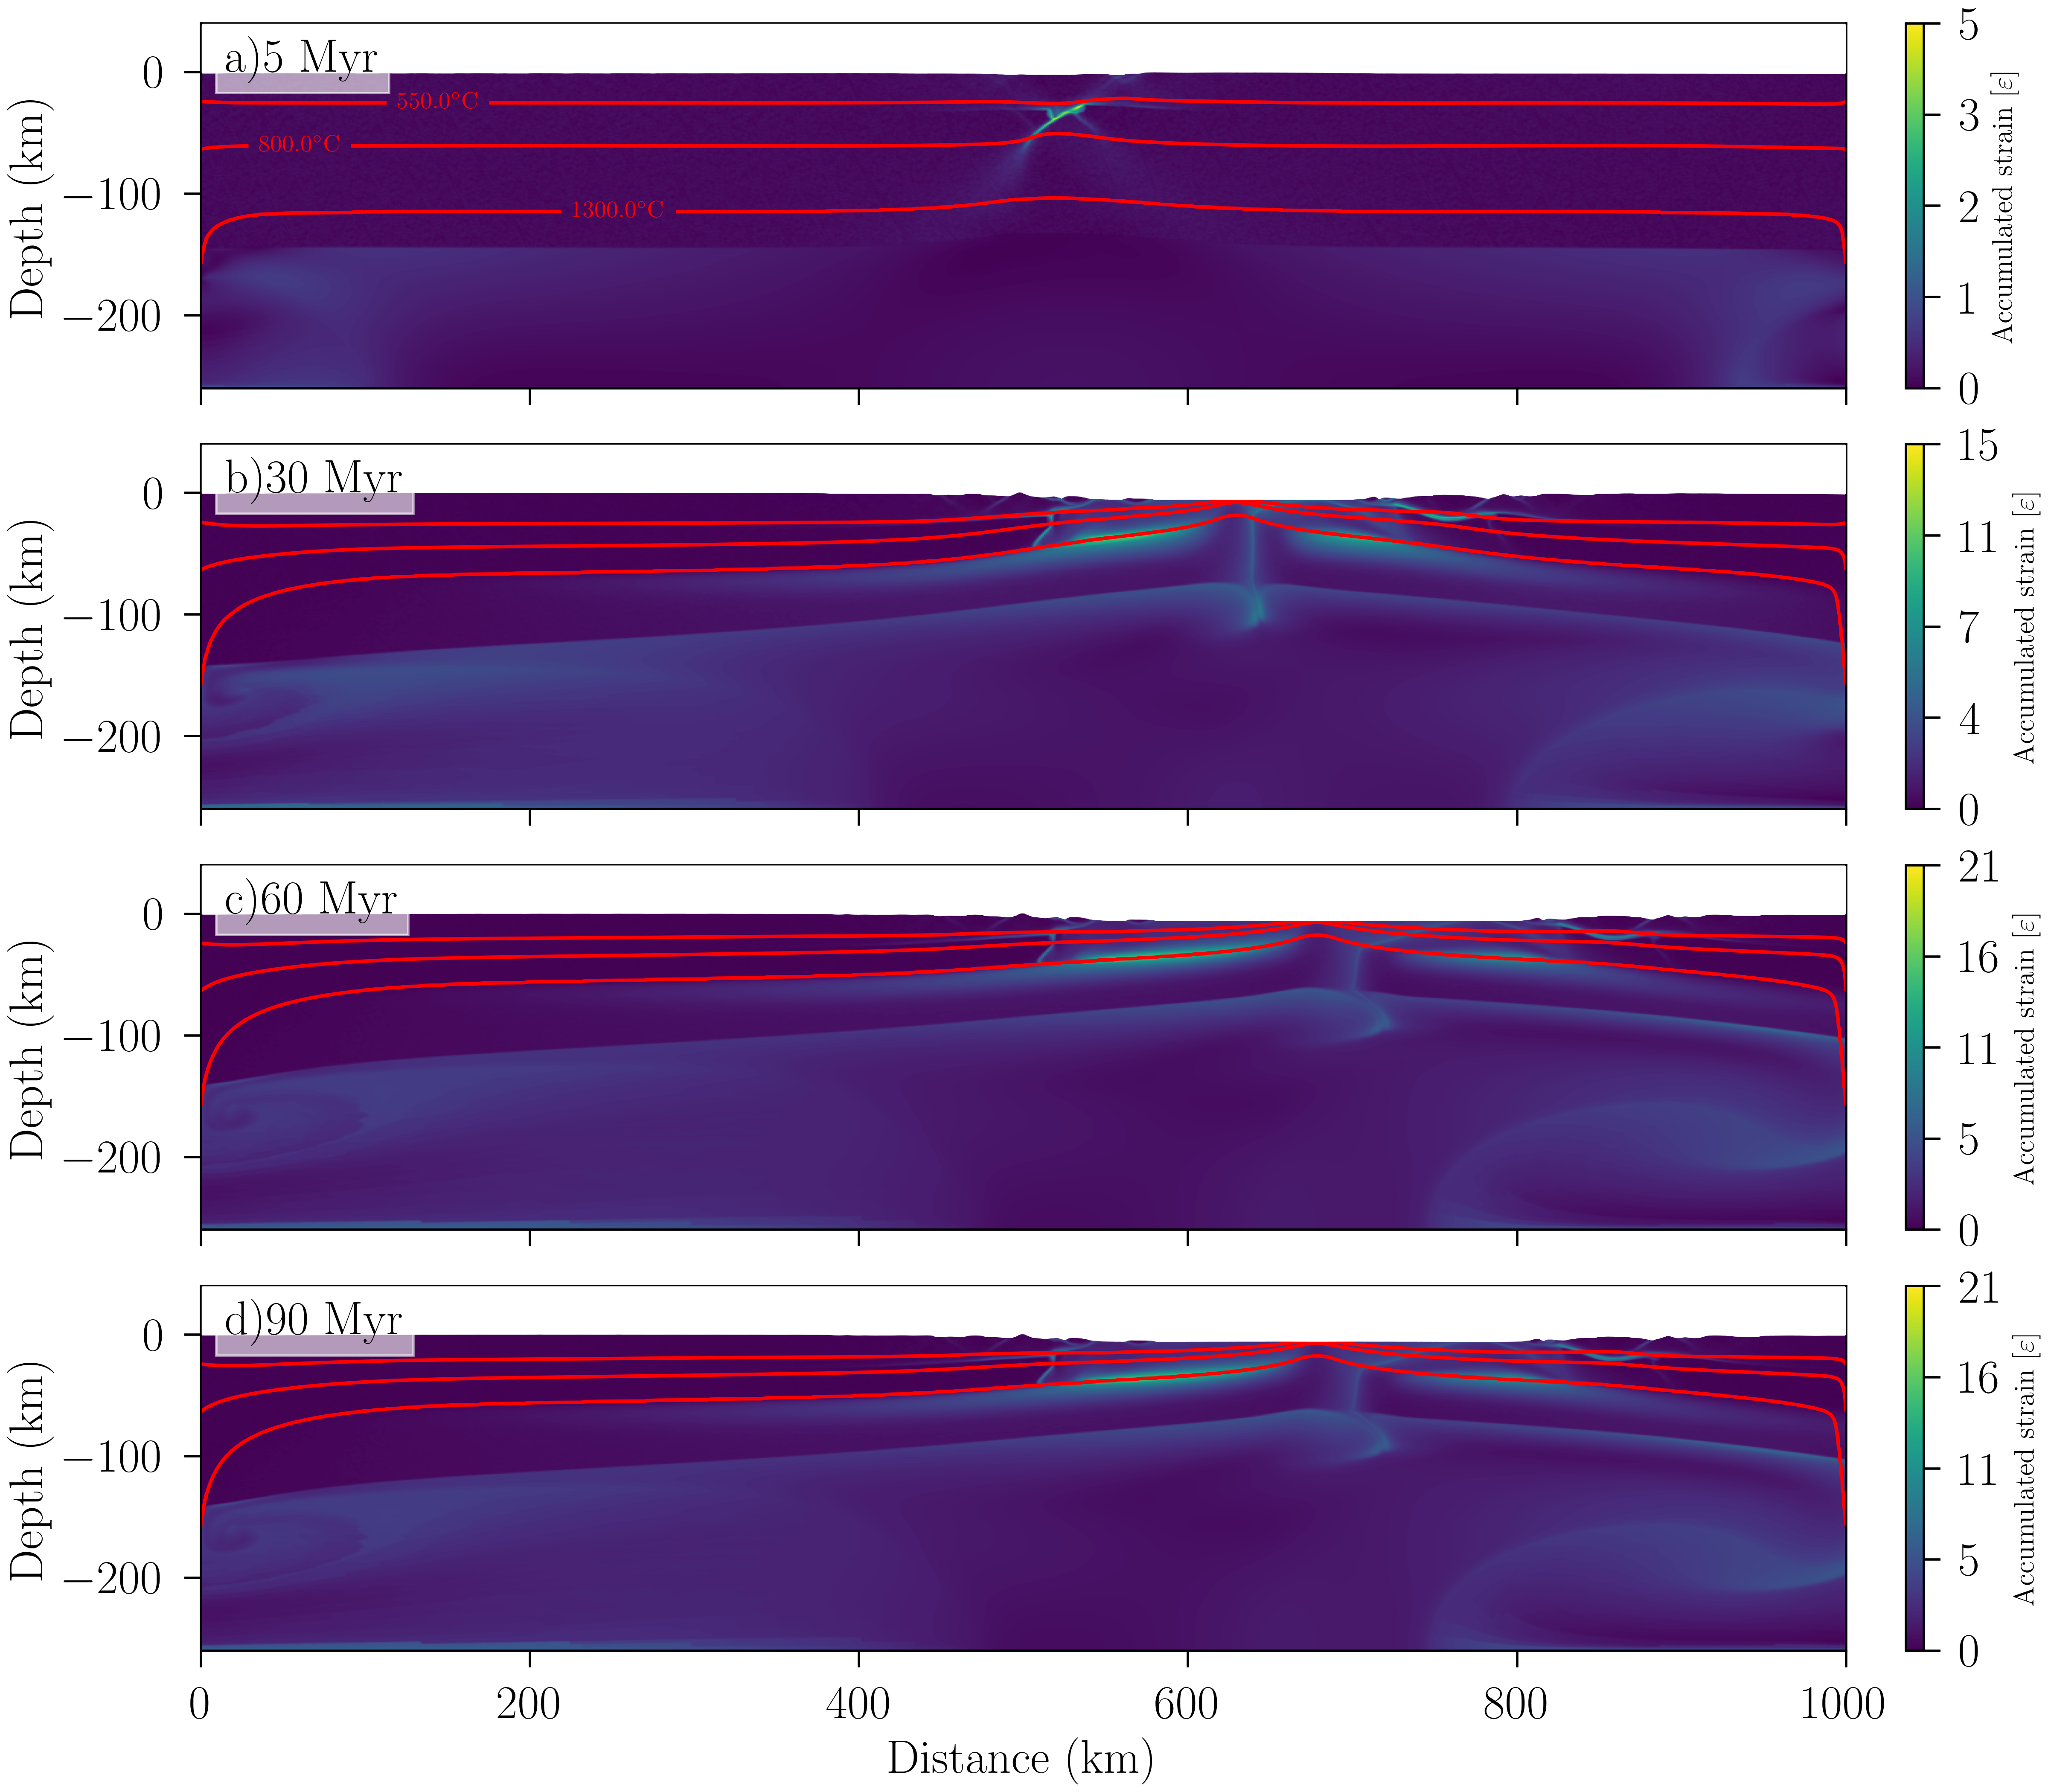 a)5 Myr
0
−100
−200
Depth (km)
550.0°C
800.0°C
1300.0°C
5
3
2
1
0
Accumulated strain [ε]
b)30 Myr
0
−100
−200
Depth (km)
15
11
7
4
0
Accumulated strain [ε]
c)60 Myr
0
−100
−200
Depth (km)
21
16
11
5
0
Accumulated strain [ε]
d)90 Myr
0
−100
−200
Depth (km)
21
16
11
5
0
Accumulated strain [ε]
0 200 400 600 800 1000
Distance (km)